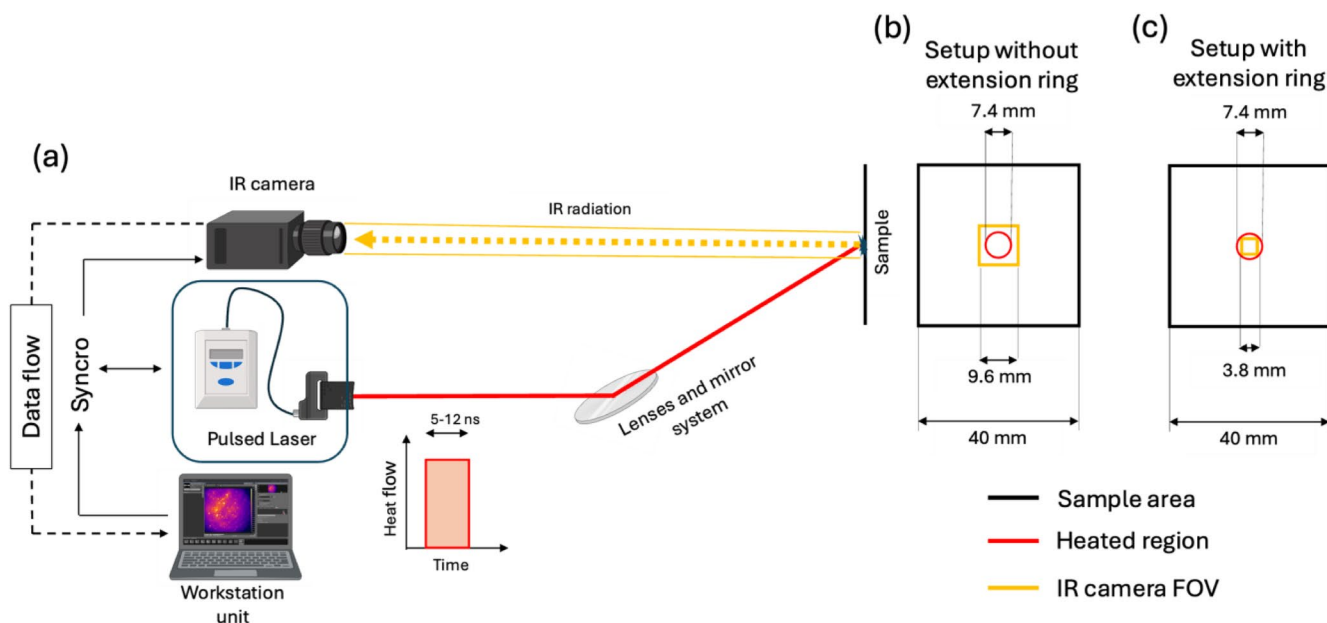 (a)
IR camera
IR radiation
Sample
Data flow
Syncro
Pulsed Laser
Lenses and mirror
system
5-12 ns
Heat flow
Time
Workstation
unit
(b)
Setup without
extension ring
7.4 mm
9.6 mm
40 mm
(c)
Setup with
extension ring
7.4 mm
3.8 mm
40 mm
Sample area
Heated region
IR camera FOV